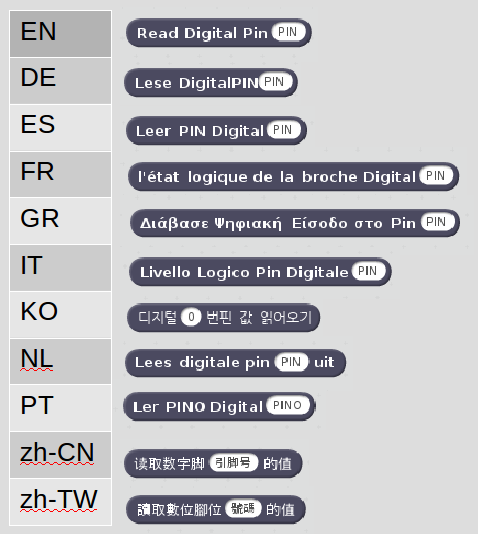 EN Read Digital Pin PIN
DE Lese DigitalPIN PIN
ES Leer PIN Digital PIN
FR l'état logique de la broche Digital PIN
GR Διάβασε Ψηφιακή Είσοδο στο Pin PIN
IT Livello Logico Pin Digitale PIN
KO 디지털 0 번핀 값 읽어오기
NL Lees digitale pin PIN uit
PT Ler PINO Digital PINO
zh-CN 读取数字脚 引脚号 的值
zh-TW 讀取數位腳位 號碼 的值